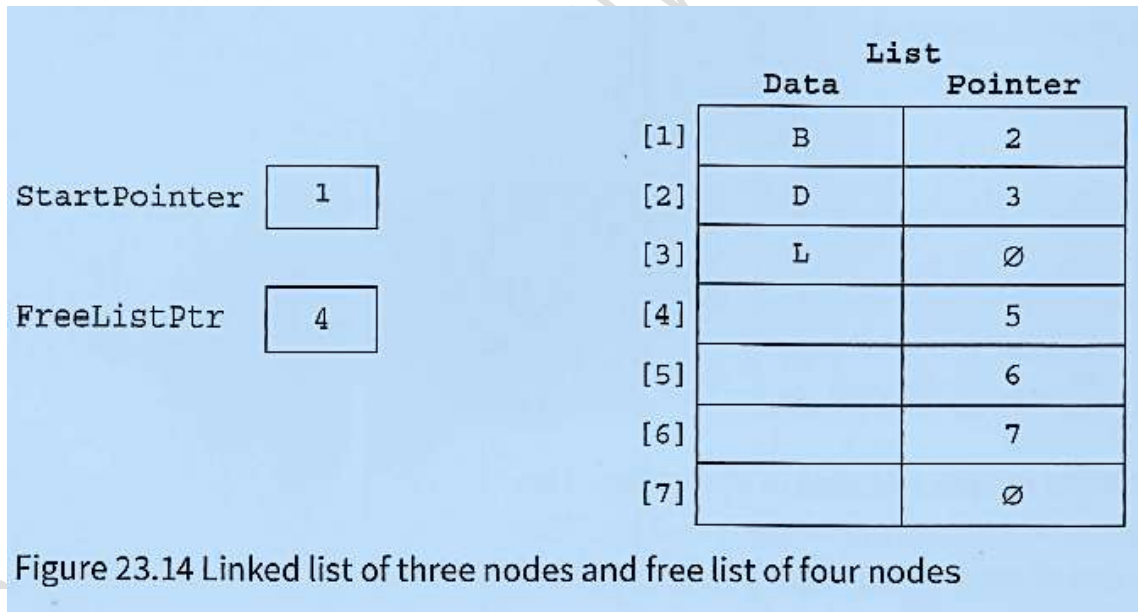 List
Data Pointer
[1] B 2
StartPointer 1
[2] D 3
[3] L ∅
FreeListPtr 4
[4] 5
[5] 6
[6] 7
[7] ∅
Figure 23.14 Linked list of three nodes and free list of four nodes